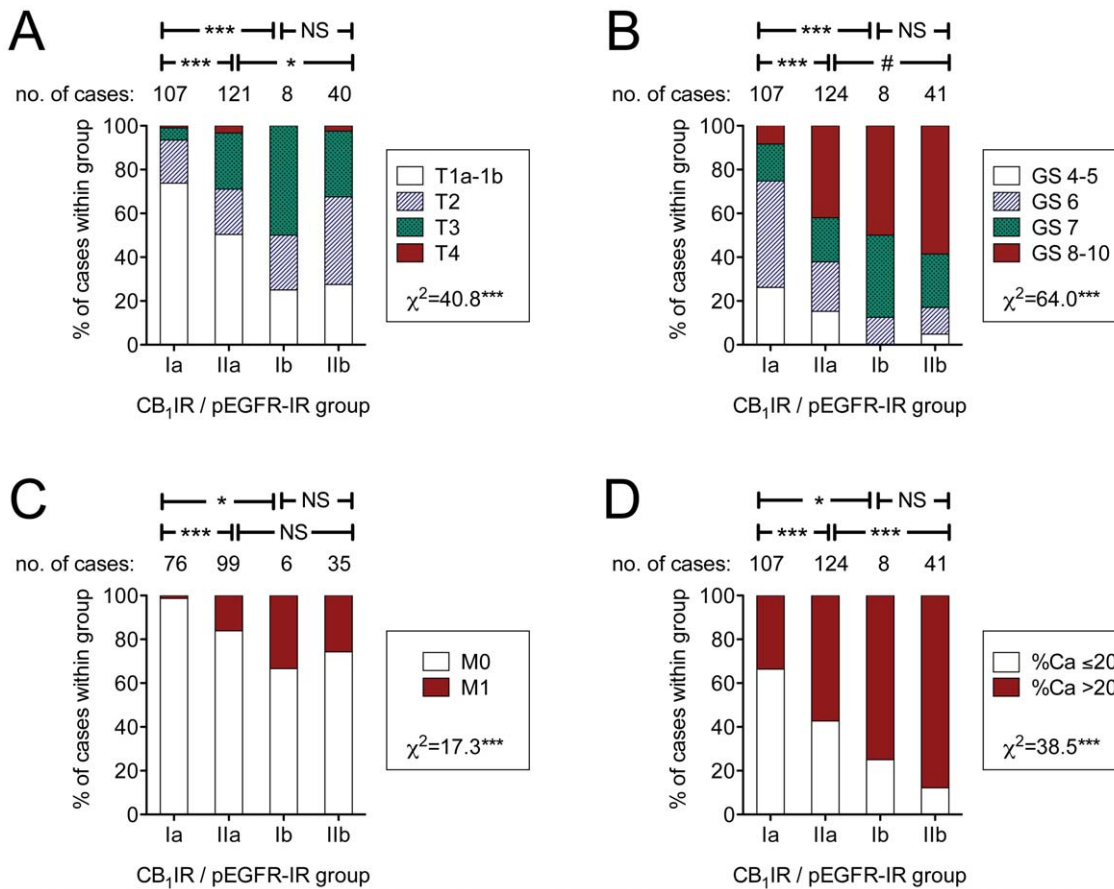 A
*** NS
*** *
no. of cases: 107 121 8 40
% of cases within group
100
80
60
40
20
0
Ia IIa Ib IIb
CB₁IR / pEGFR-IR group
T1a-1b
T2
T3
T4
χ²=40.8***
B
*** NS
*** #
no. of cases: 107 124 8 41
% of cases within group
100
80
60
40
20
0
Ia IIa Ib IIb
CB₁IR / pEGFR-IR group
GS 4-5
GS 6
GS 7
GS 8-10
χ²=64.0***
C
* NS
*** NS
no. of cases: 76 99 6 35
% of cases within group
100
80
60
40
20
0
Ia IIa Ib IIb
CB₁IR / pEGFR-IR group
M0
M1
χ²=17.3***
D
* NS
*** ***
no. of cases: 107 124 8 41
% of cases within group
100
80
60
40
20
0
Ia IIa Ib IIb
CB₁IR / pEGFR-IR group
%Ca ≤20
%Ca >20
χ²=38.5***